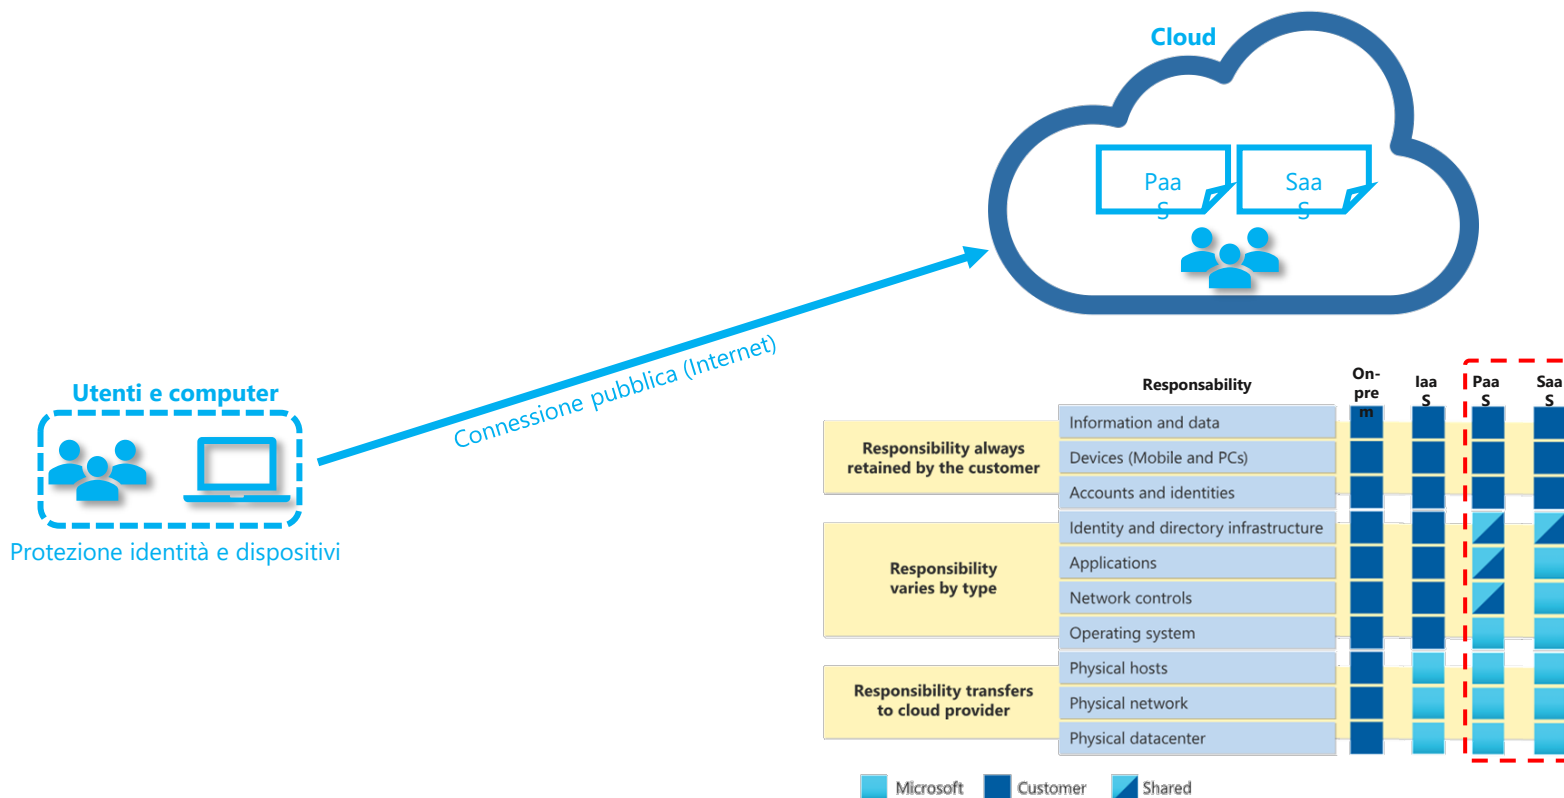 Cloud
Paa
S
Saa
S
Connessione pubblica (Internet)
Utenti e computer
Protezione identità e dispositivi
Responsability
On-
pre
m
Iaa
S
Paa
S
Saa
S
Responsibility always
retained by the customer
Information and data
Devices (Mobile and PCs)
Accounts and identities
Responsibility
varies by type
Identity and directory infrastructure
Applications
Network controls
Operating system
Responsibility transfers
to cloud provider
Physical hosts
Physical network
Physical datacenter
Microsoft
Customer
Shared